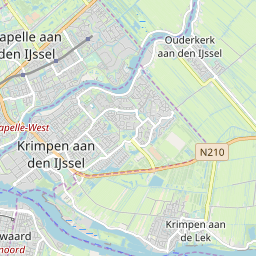 apelle aan
den IJssel
Ouderkerk
aan den IJssel
apelle-West
Krimpen aan
den IJssel
N210
Krimpen aan
de Lek
waard
noord